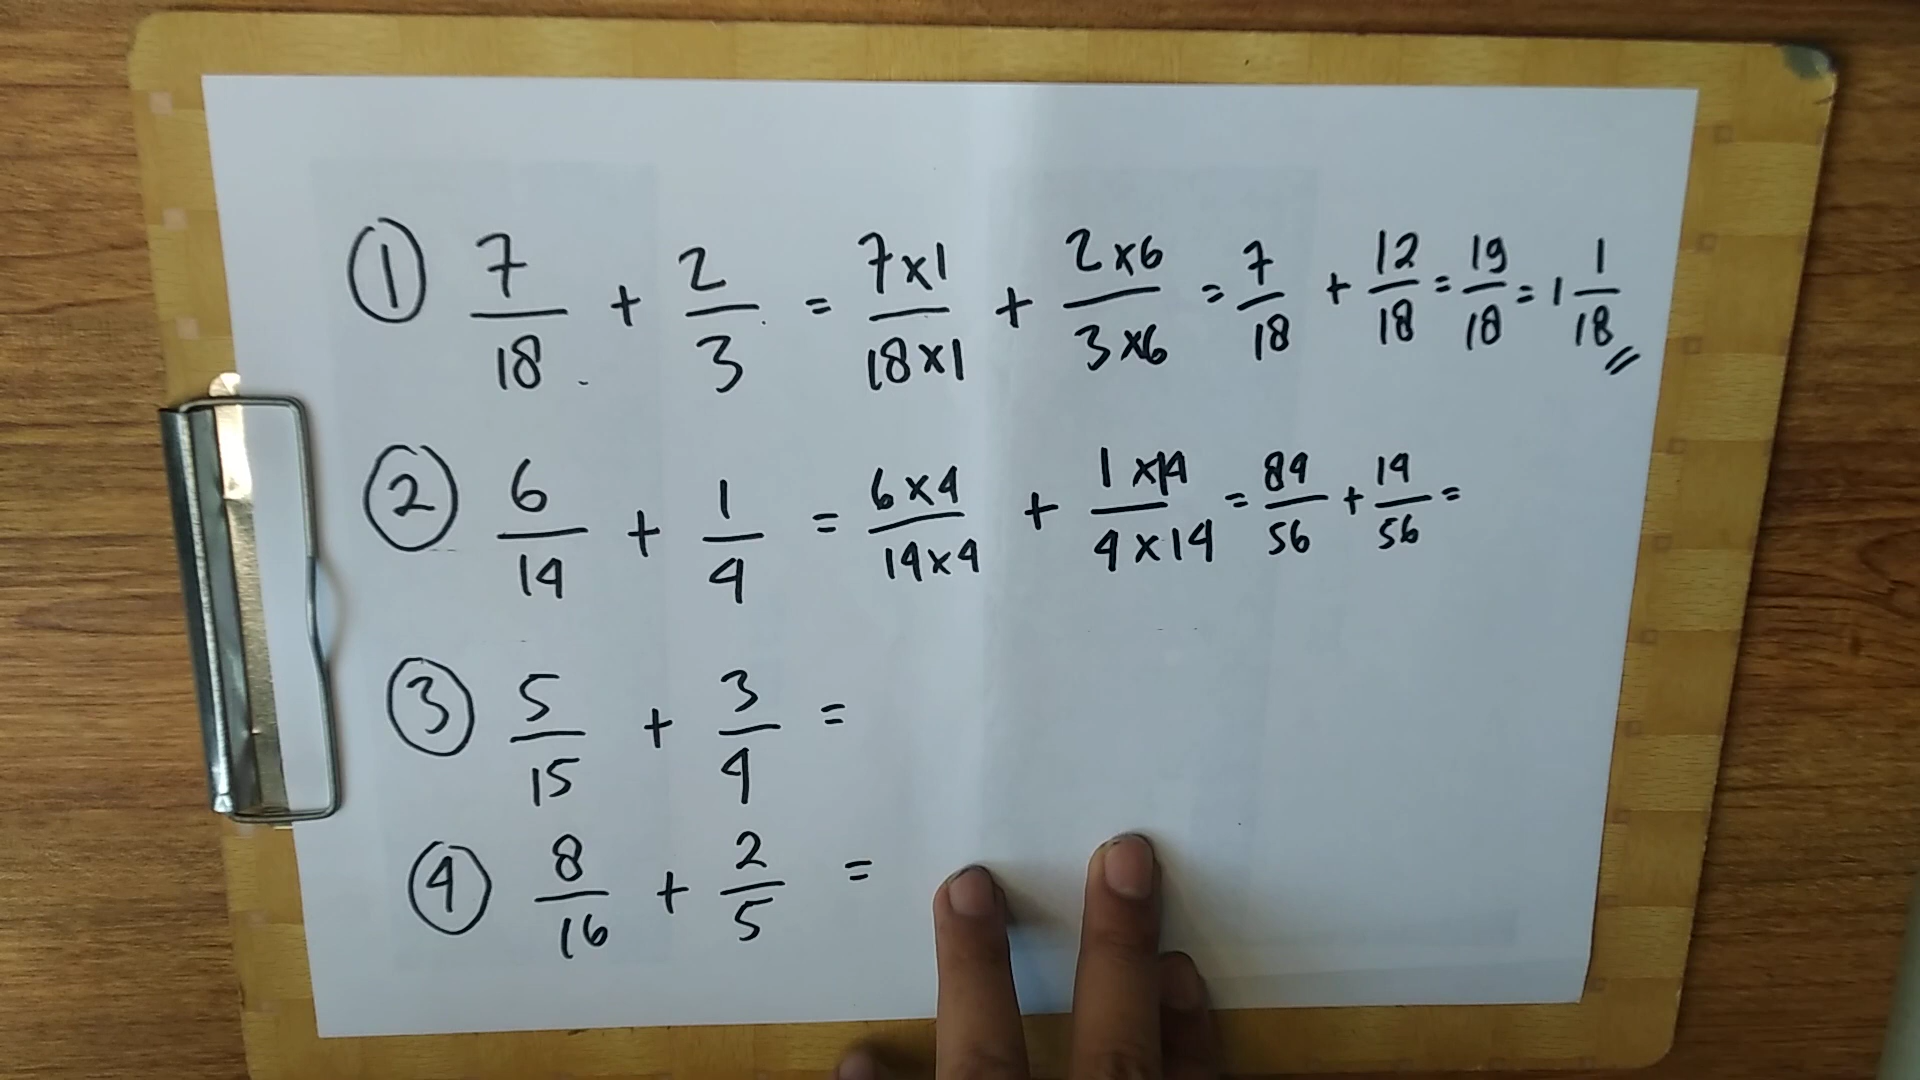 ① 7/18 + 2/3 = 7x1/18x1 + 2x6/3x6 = 7/18 + 12/18 = 19/18 = 1 1/18 //
② 6/14 + 1/4 = 6x4/14x4 + 1x14/4x14 = 84/56 + 14/56 =
③ 5/15 + 3/4 =
④ 8/16 + 2/5 =